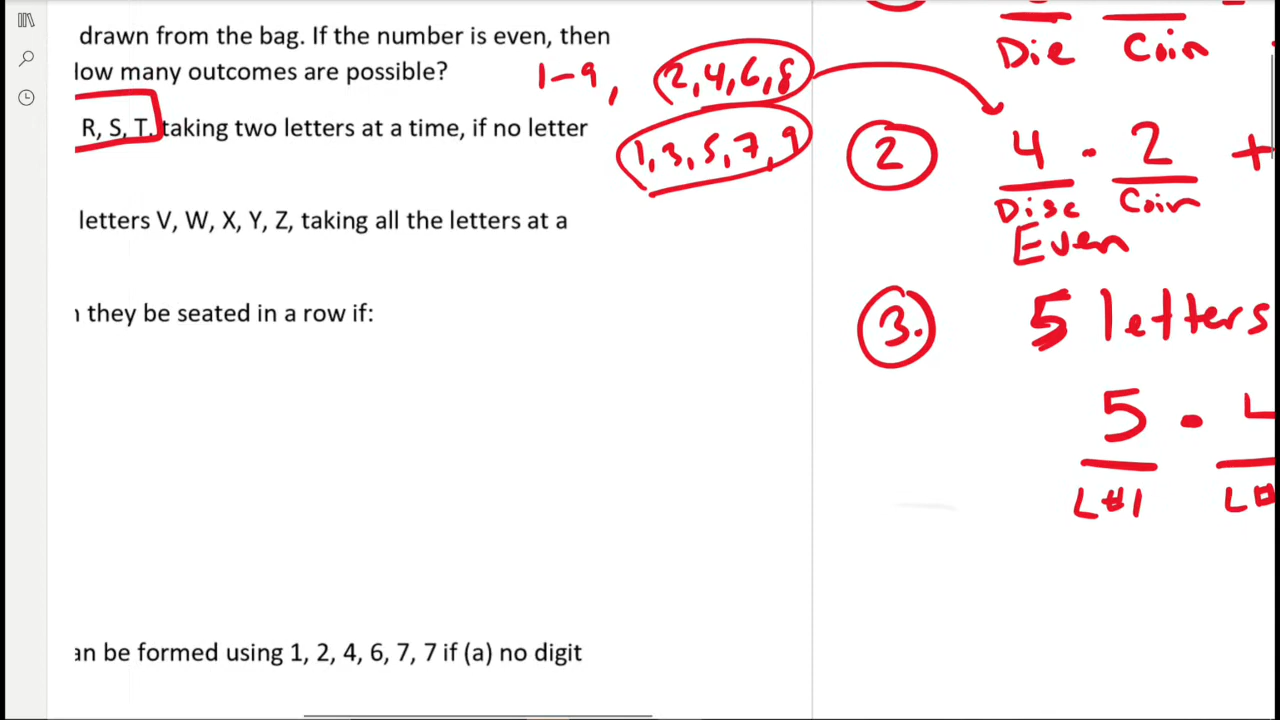 drawn from the bag. If the number is even, then
How many outcomes are possible?
1-9, 2,4,6,8
1,3,5,7,9
R, S, T, taking two letters at a time, if no letter
letters V, W, X, Y, Z, taking all the letters at a
they be seated in a row if:
an be formed using 1, 2, 4, 6, 7, 7 if (a) no digit
Die Coin
2 4 · 2 +
Disc Coin
Even
3. 5 letters
5 ·
L#1 L#